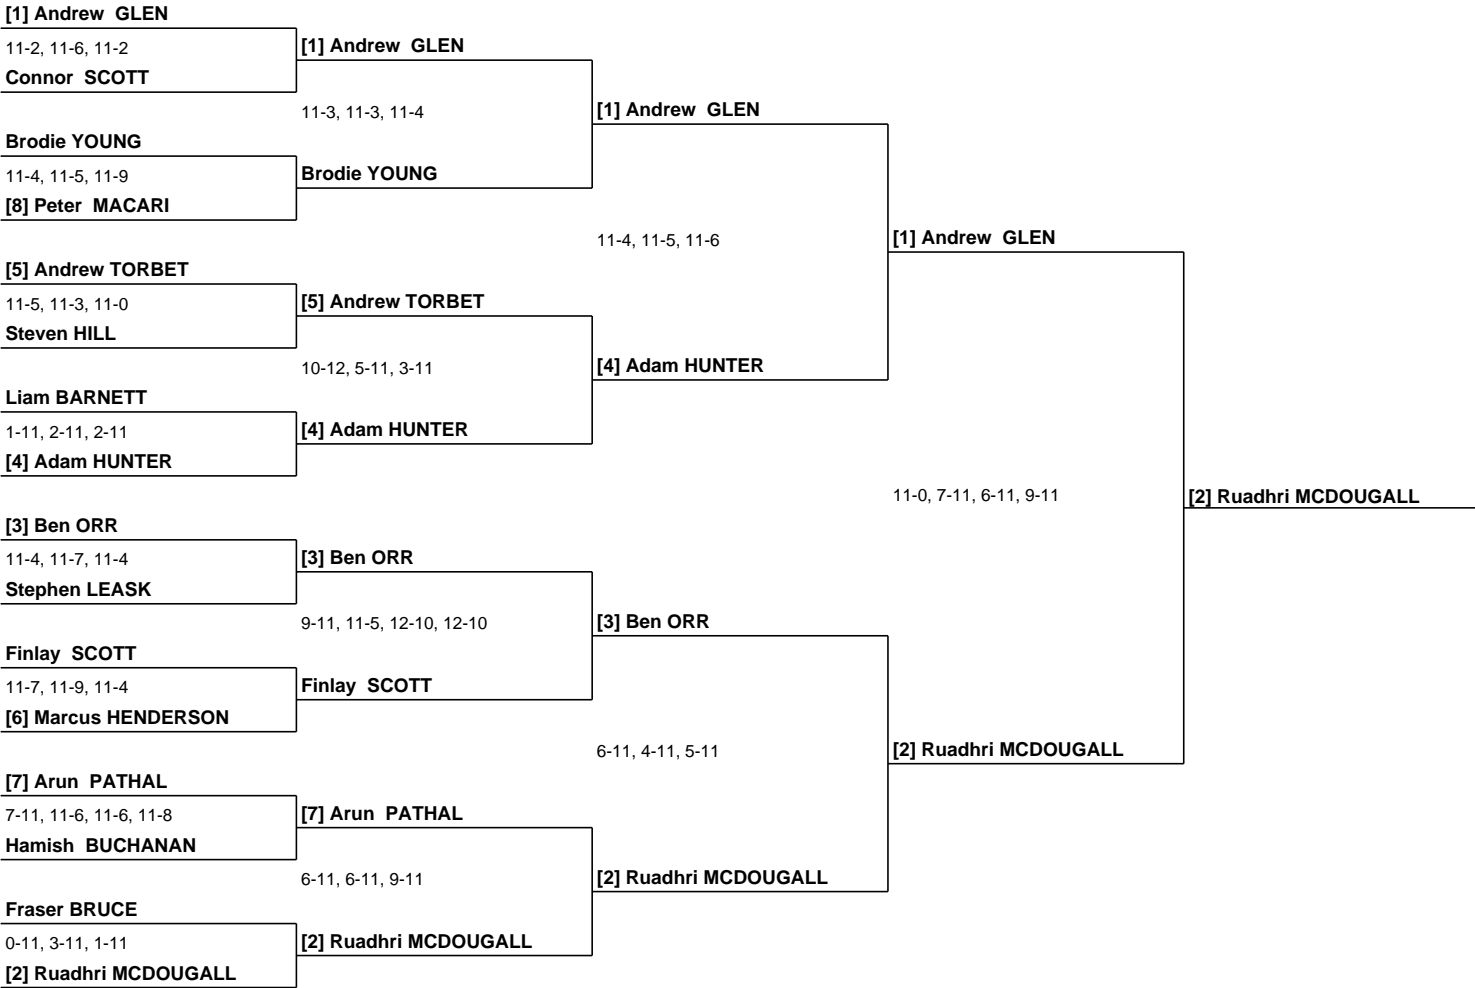 [1] Andrew  GLEN
11-2, 11-6, 11-2
Connor  SCOTT
Brodie YOUNG
11-4, 11-5, 11-9
[8] Peter  MACARI
[5] Andrew TORBET
11-5, 11-3, 11-0
Steven HILL
Liam BARNETT
1-11, 2-11, 2-11
[4] Adam HUNTER
[3] Ben ORR
11-4, 11-7, 11-4
Stephen LEASK
Finlay  SCOTT
11-7, 11-9, 11-4
[6] Marcus HENDERSON
[7] Arun  PATHAL
7-11, 11-6, 11-6, 11-8
Hamish  BUCHANAN
Fraser BRUCE
0-11, 3-11, 1-11
[2] Ruadhri MCDOUGALL
[1] Andrew  GLEN
11-3, 11-3, 11-4
Brodie YOUNG
[5] Andrew TORBET
10-12, 5-11, 3-11
[4] Adam HUNTER
[3] Ben ORR
9-11, 11-5, 12-10, 12-10
Finlay  SCOTT
[7] Arun  PATHAL
6-11, 6-11, 9-11
[2] Ruadhri MCDOUGALL
[1] Andrew  GLEN
11-4, 11-5, 11-6
[4] Adam HUNTER
[3] Ben ORR
6-11, 4-11, 5-11
[2] Ruadhri MCDOUGALL
[1] Andrew  GLEN
11-0, 7-11, 6-11, 9-11
[2] Ruadhri MCDOUGALL
[2] Ruadhri MCDOUGALL